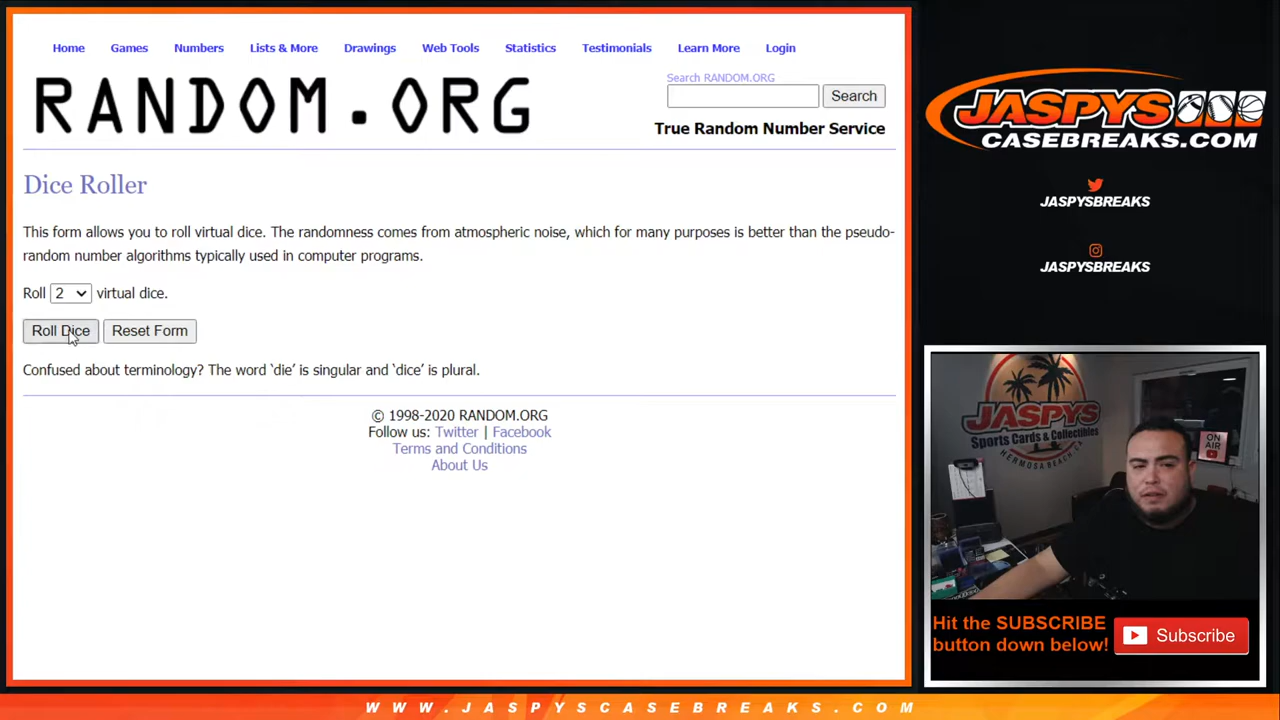 Home Games Numbers Lists & More Drawings Web Tools Statistics Testimonials Learn More Login
RANDOM.ORG
Search RANDOM.ORG
Search
True Random Number Service
Dice Roller
This form allows you to roll virtual dice. The randomness comes from atmospheric noise, which for many purposes is better than the pseudo-
random number algorithms typically used in computer programs.
Roll 2 virtual dice.
Roll Dice Reset Form
Confused about terminology? The word ‘die’ is singular and ‘dice’ is plural.
© 1998-2020 RANDOM.ORG
Follow us: Twitter | Facebook
Terms and Conditions
About Us
JASPYS
CASEBREAKS.COM
JASPYSBREAKS
JASPYSBREAKS
JASPYS
Sports Cards & Collectibles
HERMOSA BEACH, CA
ON
AIR
Hit the SUBSCRIBE
button down below!
Subscribe
WWW.JASPYSCASEBREAKS.COM